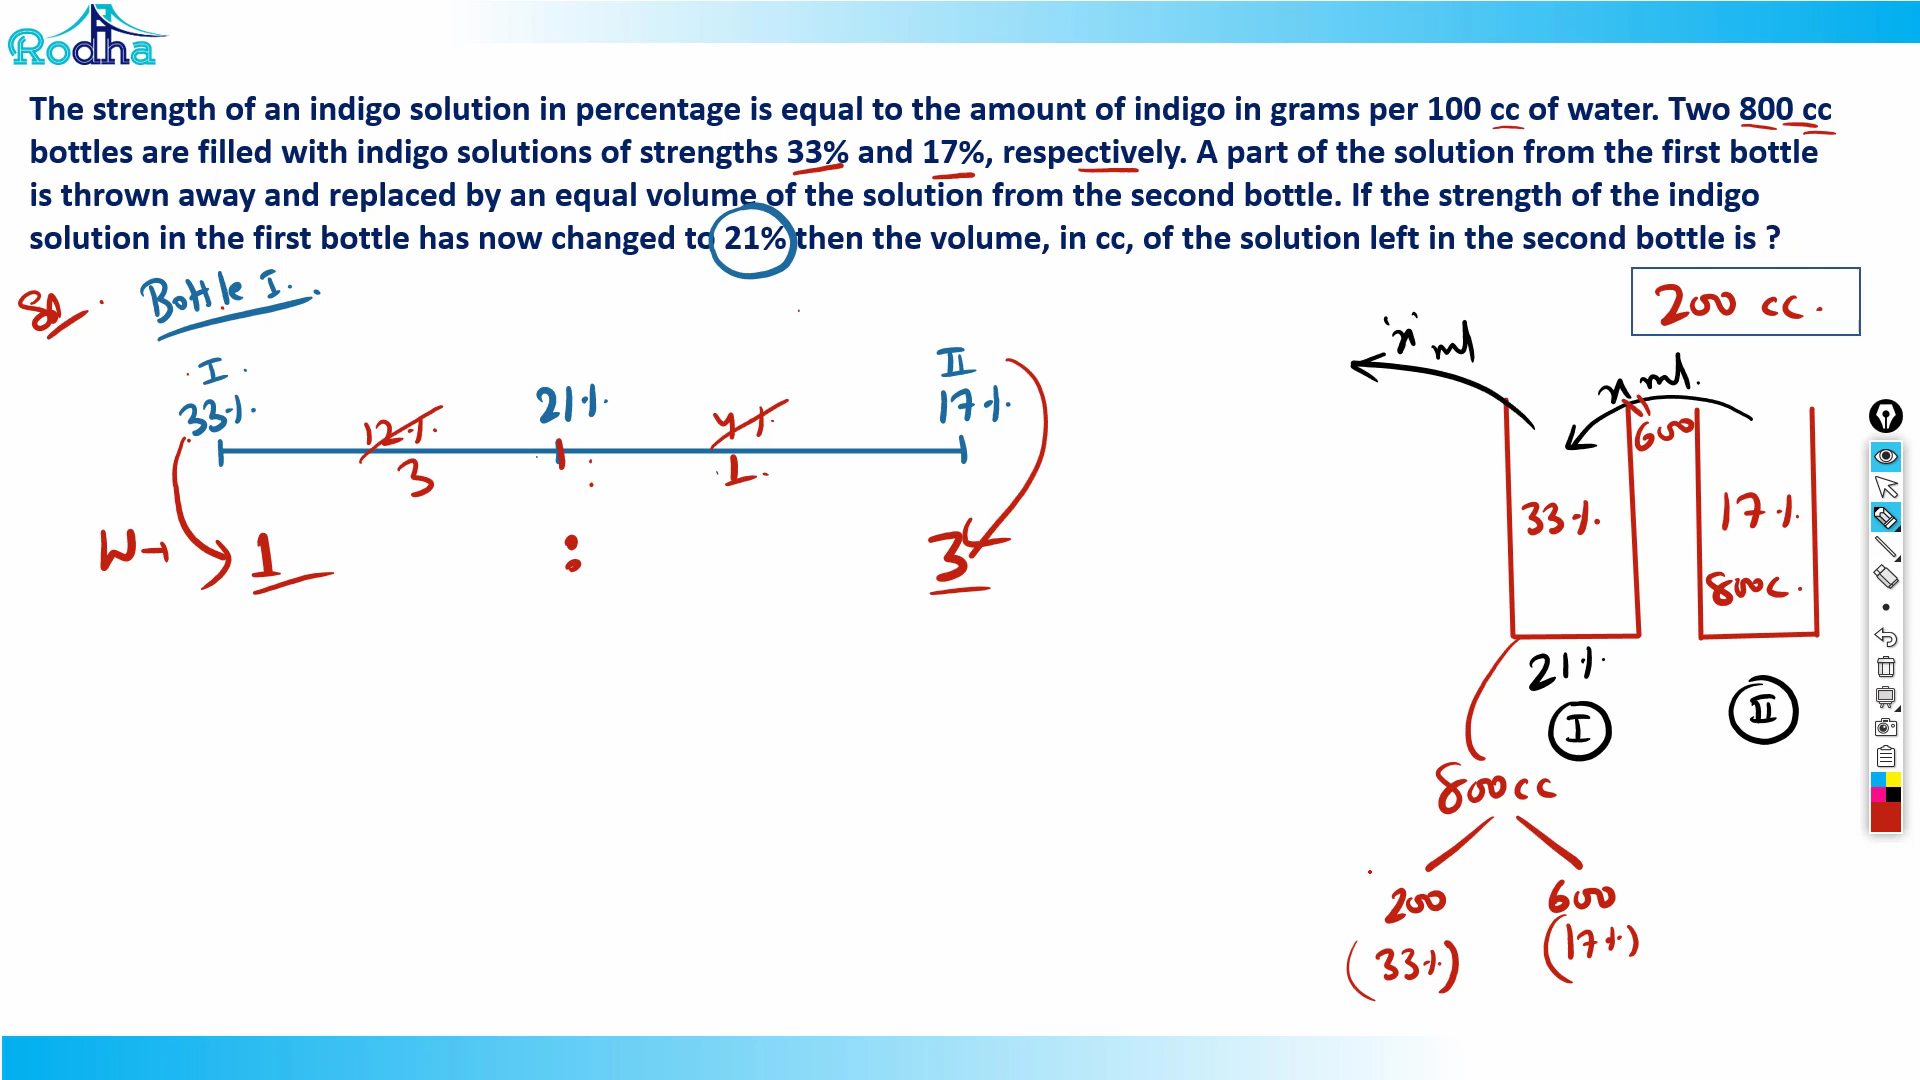 Rodha
The strength of an indigo solution in percentage is equal to the amount of indigo in grams per 100 cc of water. Two 800 cc
bottles are filled with indigo solutions of strengths 33% and 17%, respectively. A part of the solution from the first bottle
is thrown away and replaced by an equal volume of the solution from the second bottle. If the strength of the indigo
solution in the first bottle has now changed to 21% then the volume, in cc, of the solution left in the second bottle is ?
Bottle I.
200 cc.
'x' ml
x ml.
I
II
33%
12%
21%
4%
17%
3
1
600
W→ 1 : 3
33%
17%
800c.
21%
I
II
800cc
200
600
(33%)
(17%)